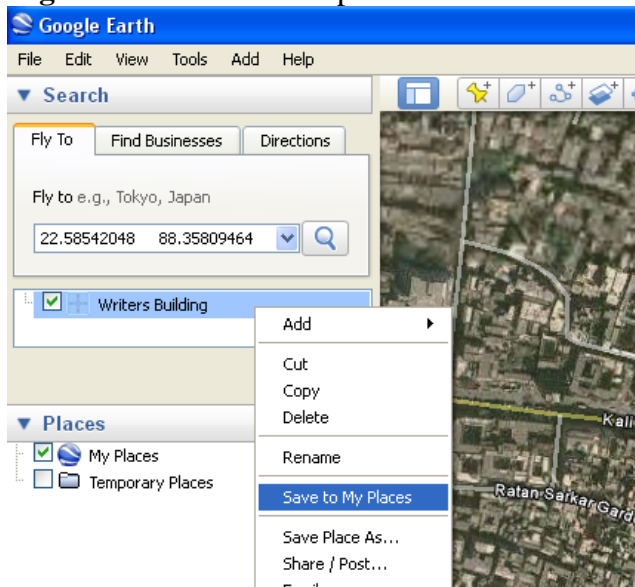 Google Earth
File Edit View Tools Add Help
Search
Fly To Find Businesses Directions
Fly to e.g., Tokyo, Japan
22.58542048 88.35809464
Writers Building
Add
Cut
Copy
Delete
Rename
Save to My Places
Save Place As...
Share / Post...
Places
My Places
Temporary Places
Kali
Ratan Sarkar Gard